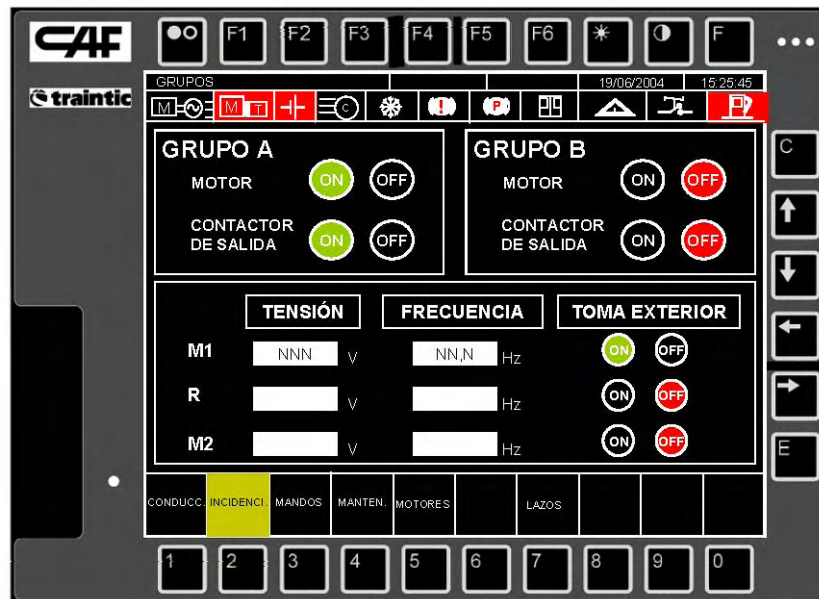 CAF
traintic
F1 F2 F3 F4 F5 F6 F
GRUPOS 19/06/2004 15:25:45
M M T C ! P
C
GRUPO A
MOTOR ON OFF
CONTACTOR
DE SALIDA ON OFF
GRUPO B
MOTOR ON OFF
CONTACTOR
DE SALIDA ON OFF
TENSIÓN FRECUENCIA TOMA EXTERIOR
M1 NNN V NN,N Hz ON OFF
R V Hz ON OFF
M2 V Hz ON OFF
E
CONDUCC. INCIDENCI. MANDOS MANTEN. MOTORES LAZOS
1 2 3 4 5 6 7 8 9 0